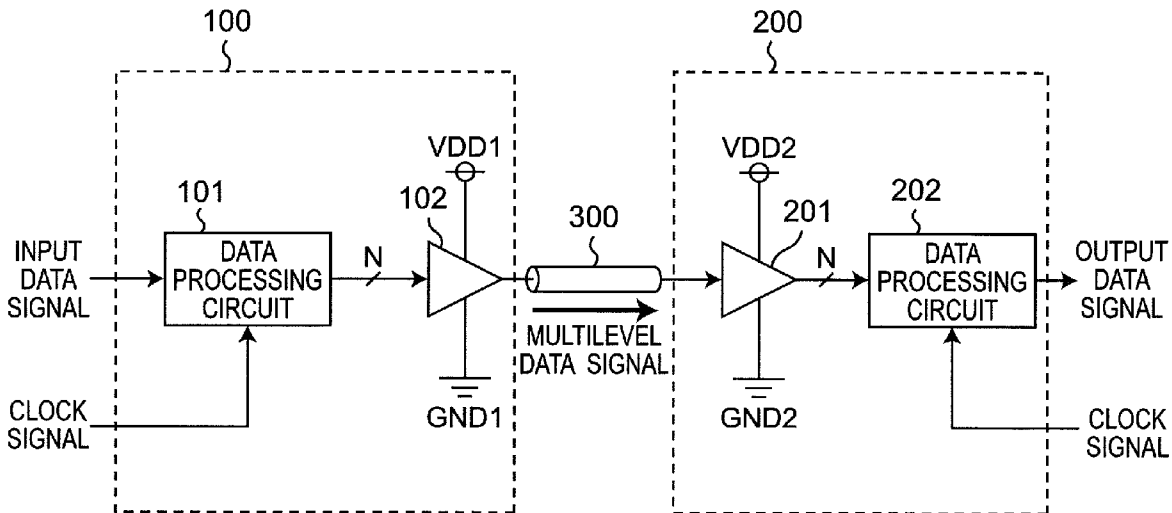 100
200
VDD1
VDD2
101
102
300
201
202
INPUT
DATA
SIGNAL
DATA
PROCESSING
CIRCUIT
N
MULTILEVEL
DATA SIGNAL
N
DATA
PROCESSING
CIRCUIT
OUTPUT
DATA
SIGNAL
CLOCK
SIGNAL
GND1
GND2
CLOCK
SIGNAL